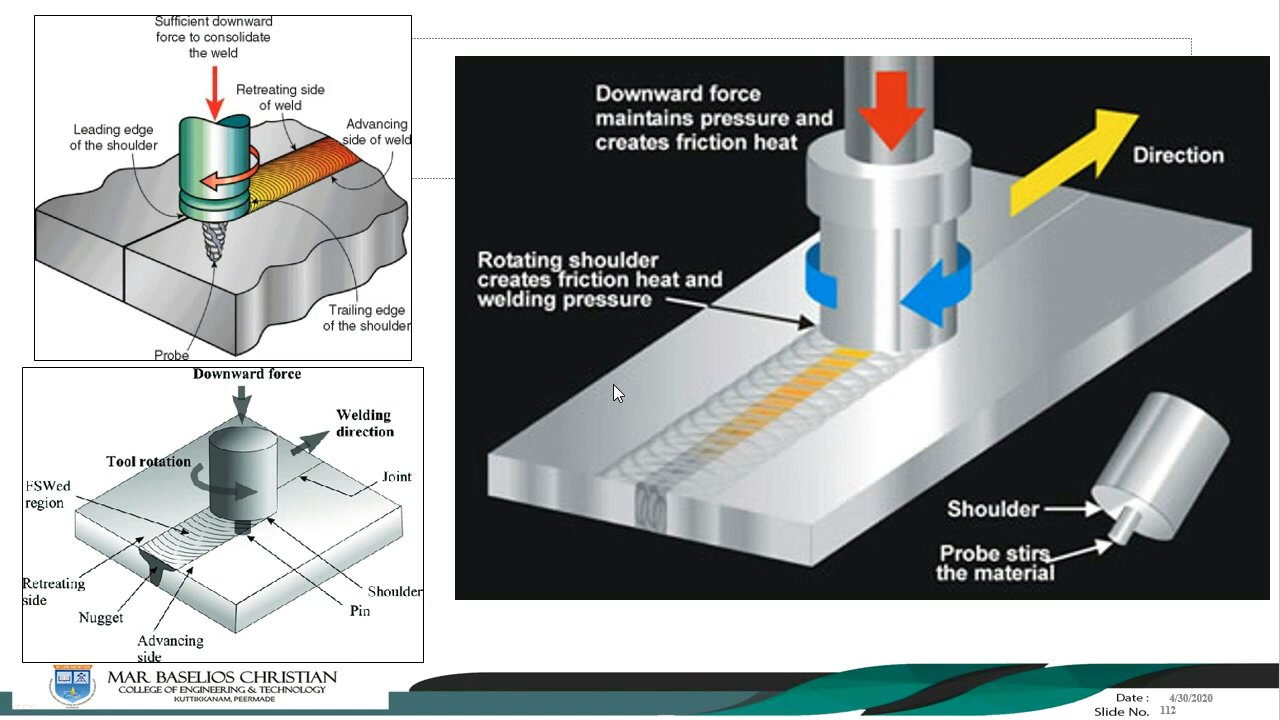 Sufficient downward
force to consolidate
the weld
Retreating side
of weld
Advancing
side of weld
Leading edge
of the shoulder
Trailing edge
of the shoulder
Probe
Downward force
Welding
direction
Tool rotation
Joint
FSWed
region
Retreating
side
Nugget
Advancing
side
Shoulder
Pin
Downward force
maintains pressure and
creates friction heat
Direction
Rotating shoulder
creates friction heat and
welding pressure
Shoulder
Probe stirs
the material
MAR BASELIOS CHRISTIAN
COLLEGE OF ENGINEERING & TECHNOLOGY
KUTTIKKANAM, PEERMADE
Date : 4/30/2020
Slide No. 112